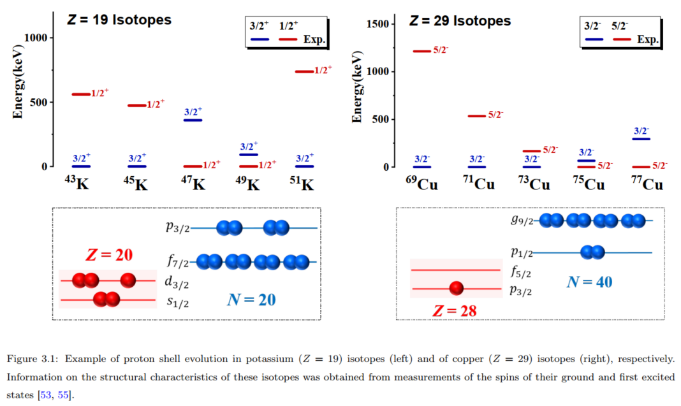 Z = 19 Isotopes
3/2⁺ 1/2⁺
Exp.
Energy(keV)
1000
500
0
1/2⁺
3/2⁺
1/2⁺
3/2⁺
3/2⁺
1/2⁺
3/2⁺
1/2⁺
1/2⁺
3/2⁺
⁴³K ⁴⁵K ⁴⁷K ⁴⁹K ⁵¹K
Z = 29 Isotopes
3/2⁻ 5/2⁻
Exp.
Energy(keV)
1500
1000
500
0
5/2⁻
3/2⁻
5/2⁻
3/2⁻
5/2⁻
3/2⁻
3/2⁻
5/2⁻
3/2⁻
5/2⁻
⁶⁹Cu ⁷¹Cu ⁷³Cu ⁷⁵Cu ⁷⁷Cu
p3/2
Z = 20
f7/2
d3/2
s1/2
N = 20
g9/2
p1/2
f5/2
p3/2
N = 40
Z = 28
Figure 3.1: Example of proton shell evolution in potassium (Z = 19) isotopes (left) and of copper (Z = 29) isotopes (right), respectively.
Information on the structural characteristics of these isotopes was obtained from measurements of the spins of their ground and first excited
states [53, 55].